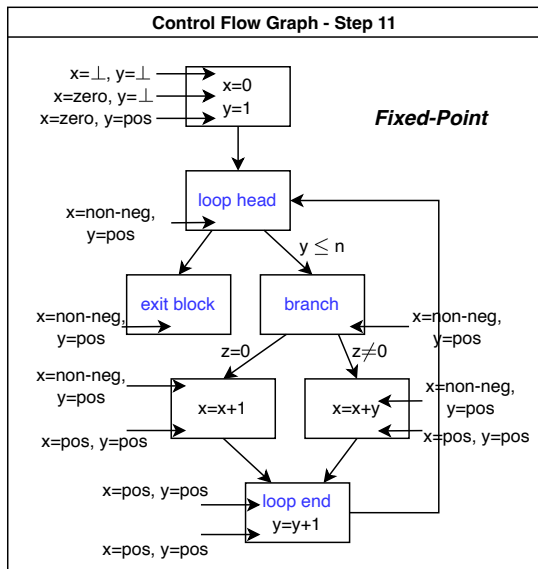 Control Flow Graph - Step 11
x=⊥, y=⊥
x=zero, y=⊥
x=zero, y=pos
x=0
y=1
Fixed-Point
loop head
x=non-neg,
y=pos
y ≤ n
exit block
branch
x=non-neg,
y=pos
x=non-neg,
y=pos
z=0
z≠0
x=non-neg,
y=pos
x=x+1
x=pos, y=pos
x=x+y
x=non-neg,
y=pos
x=pos, y=pos
x=pos, y=pos
loop end
y=y+1
x=pos, y=pos